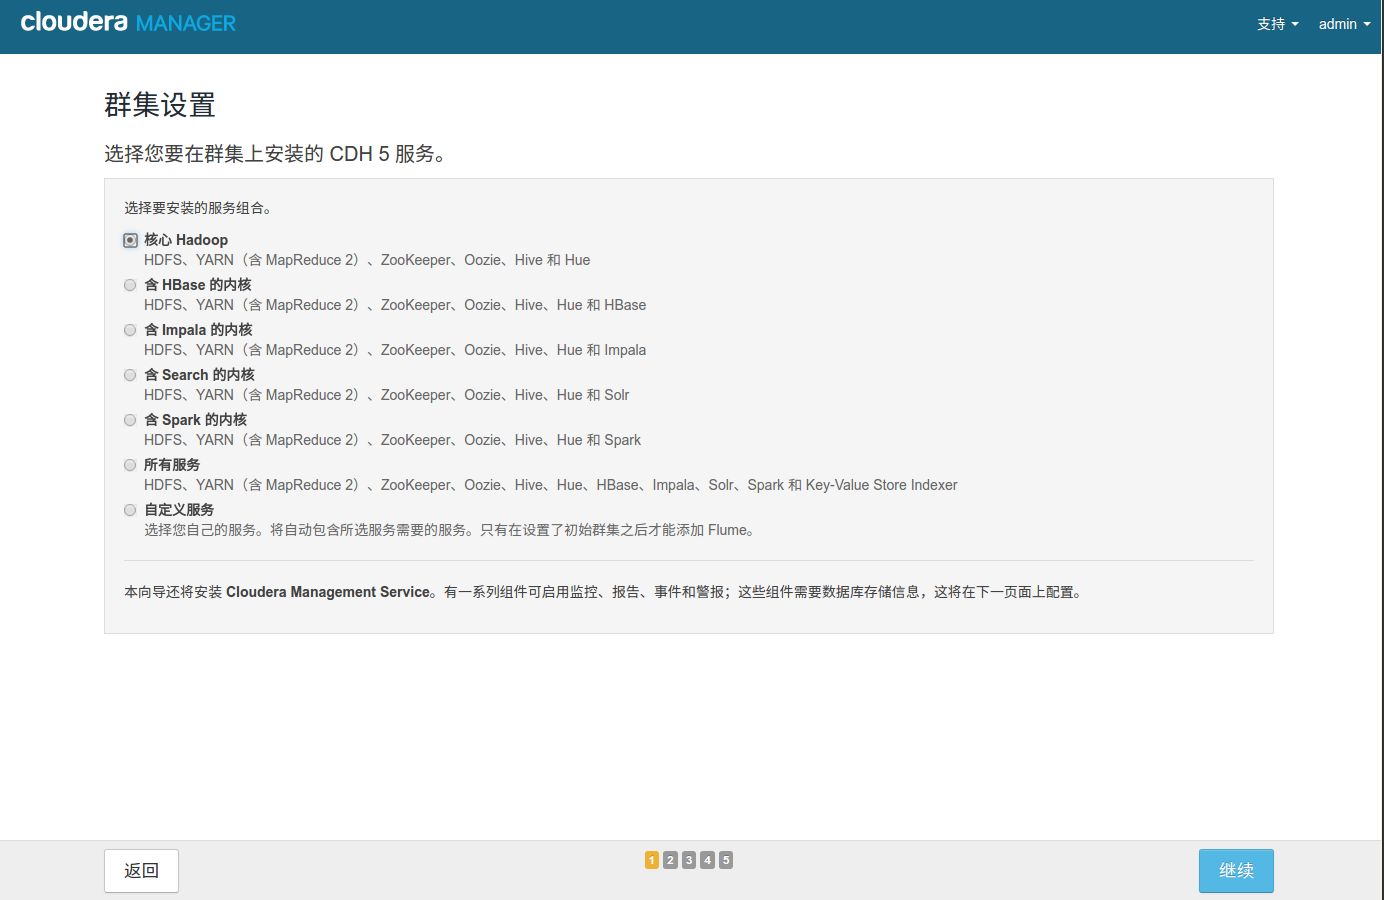 cloudera MANAGER
支持 admin
群集设置
选择您要在群集上安装的 CDH 5 服务。
选择要安装的服务组合。
核心 Hadoop
HDFS、YARN（含 MapReduce 2）、ZooKeeper、Oozie、Hive 和 Hue
含 HBase 的内核
HDFS、YARN（含 MapReduce 2）、ZooKeeper、Oozie、Hive、Hue 和 HBase
含 Impala 的内核
HDFS、YARN（含 MapReduce 2）、ZooKeeper、Oozie、Hive、Hue 和 Impala
含 Search 的内核
HDFS、YARN（含 MapReduce 2）、ZooKeeper、Oozie、Hive、Hue 和 Solr
含 Spark 的内核
HDFS、YARN（含 MapReduce 2）、ZooKeeper、Oozie、Hive、Hue 和 Spark
所有服务
HDFS、YARN（含 MapReduce 2）、ZooKeeper、Oozie、Hive、Hue、HBase、Impala、Solr、Spark 和 Key-Value Store Indexer
自定义服务
选择您自己的服务。将自动包含所选服务需要的服务。只有在设置了初始群集之后才能添加 Flume。
本向导还将安装 Cloudera Management Service。有一系列组件可启用监控、报告、事件和警报；这些组件需要数据库存储信息，这将在下一页面上配置。
返回 1 2 3 4 5 继续